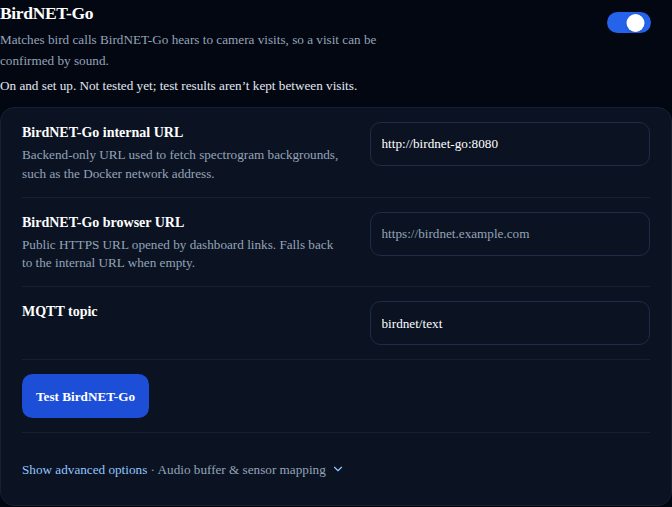 BirdNET-Go
Matches bird calls BirdNET-Go hears to camera visits, so a visit can be
confirmed by sound.
On and set up. Not tested yet; test results aren’t kept between visits.
BirdNET-Go internal URL
Backend-only URL used to fetch spectrogram backgrounds,
such as the Docker network address.
http://birdnet-go:8080
BirdNET-Go browser URL
Public HTTPS URL opened by dashboard links. Falls back
to the internal URL when empty.
https://birdnet.example.com
MQTT topic
birdnet/text
Test BirdNET-Go
Show advanced options · Audio buffer & sensor mapping